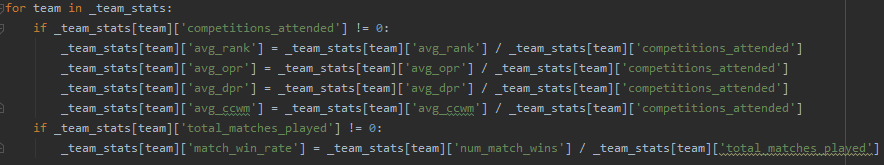 for team in _team_stats:
    if _team_stats[team]['competitions_attended'] != 0:
        _team_stats[team]['avg_rank'] = _team_stats[team]['avg_rank'] / _team_stats[team]['competitions_attended']
        _team_stats[team]['avg_opr'] = _team_stats[team]['avg_opr'] / _team_stats[team]['competitions_attended']
        _team_stats[team]['avg_dpr'] = _team_stats[team]['avg_dpr'] / _team_stats[team]['competitions_attended']
        _team_stats[team]['avg_ccwm'] = _team_stats[team]['avg_ccwm'] / _team_stats[team]['competitions_attended']
    if _team_stats[team]['total_matches_played'] != 0:
        _team_stats[team]['match_win_rate'] = _team_stats[team]['num_match_wins'] / _team_stats[team]['total_matches_played']